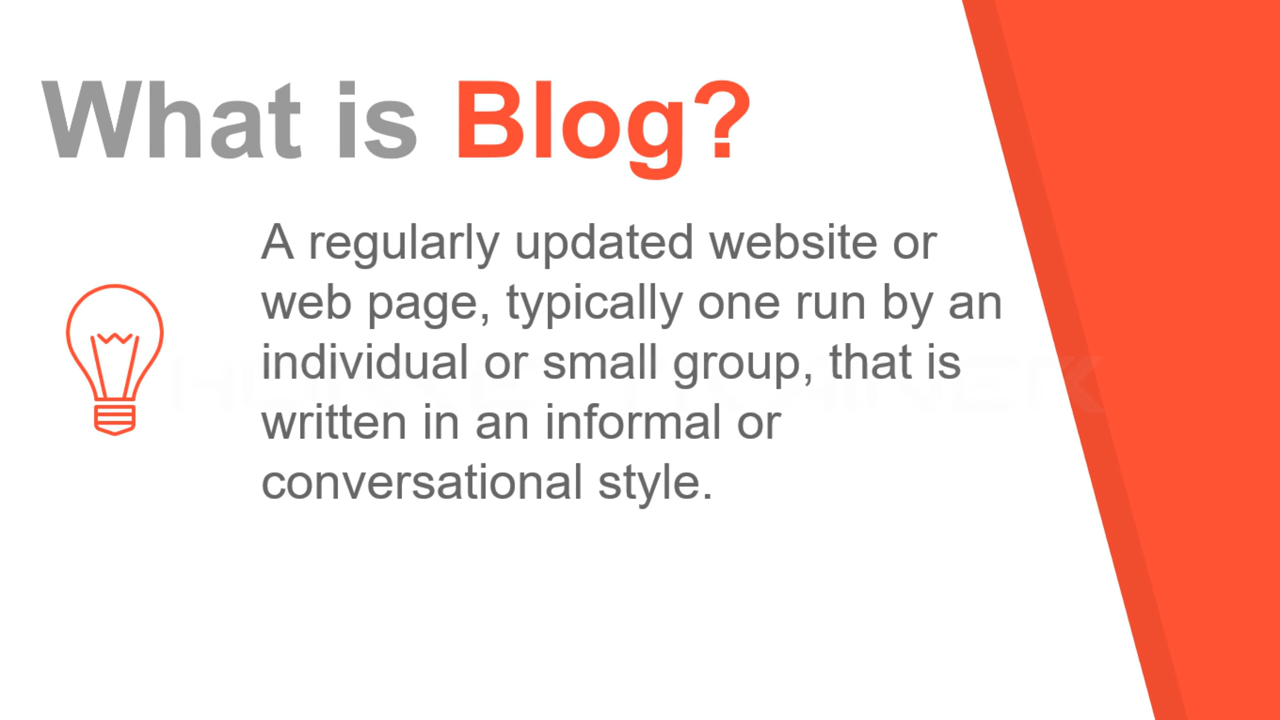 What is Blog?
A regularly updated website or
web page, typically one run by an
individual or small group, that is
written in an informal or
conversational style.